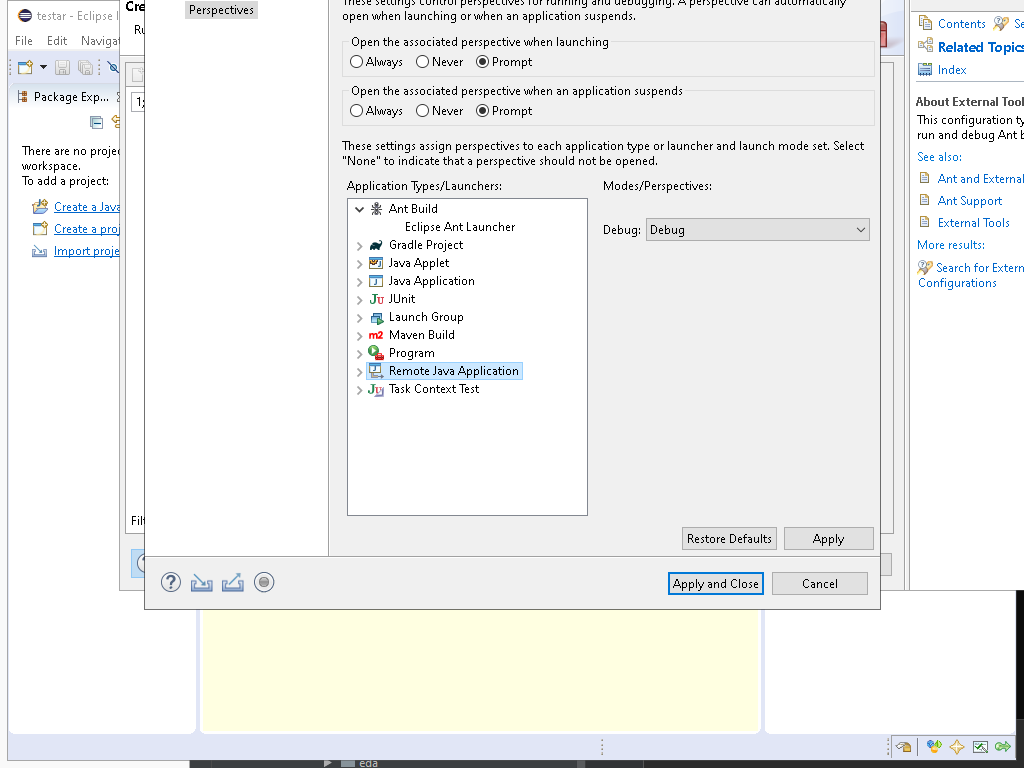 testar - Eclipse
File Edit Navigat
Package Exp...
There are no proje
workspace.
To add a project:
Create a Java
Create a proj
Import proje
Cre
Ru
Perspectives
These settings control perspectives for running and debugging. A perspective can automatically
open when launching or when an application suspends.
Open the associated perspective when launching
Always Never Prompt
Open the associated perspective when an application suspends
Always Never Prompt
These settings assign perspectives to each application type or launcher and launch mode set. Select
"None" to indicate that a perspective should not be opened.
Application Types/Launchers:
Modes/Perspectives:
Ant Build
Eclipse Ant Launcher
Gradle Project
Java Applet
Java Application
JUnit
Launch Group
Maven Build
Program
Remote Java Application
Task Context Test
Debug: Debug
Restore Defaults Apply
Apply and Close Cancel
Contents Se
Related Topics
Index
About External Tool
This configuration ty
run and debug Ant b
See also:
Ant and External
Ant Support
External Tools
More results:
Search for Extern
Configurations
eda